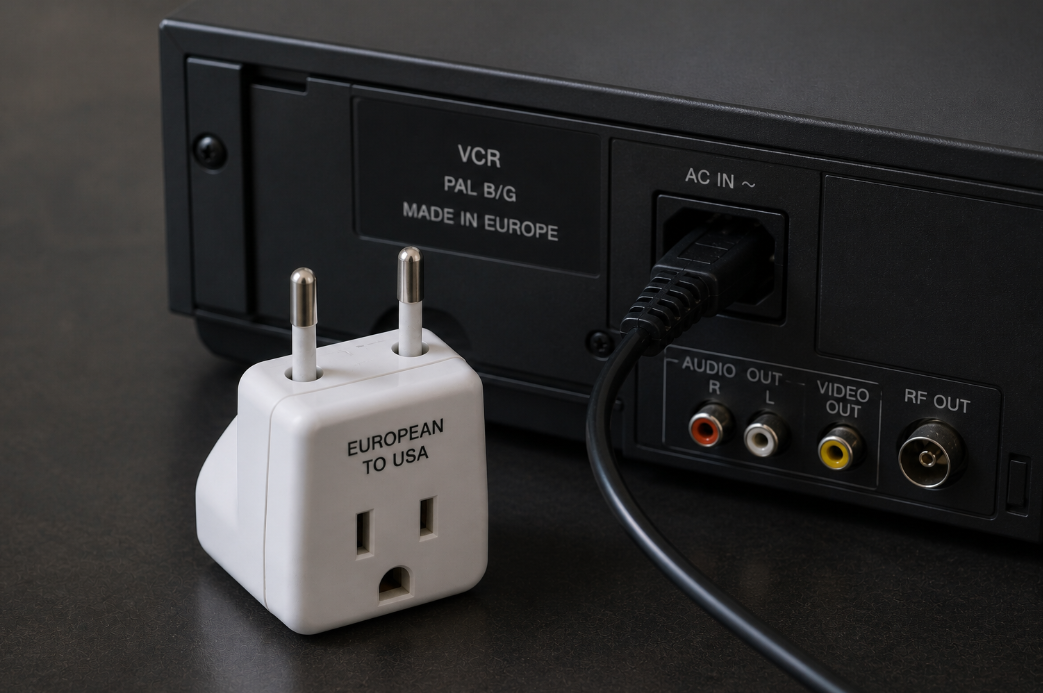 VCR
PAL B/G
MADE IN EUROPE
AC IN ~
AUDIO OUT
R L
VIDEO
OUT
RF OUT
EUROPEAN
TO USA